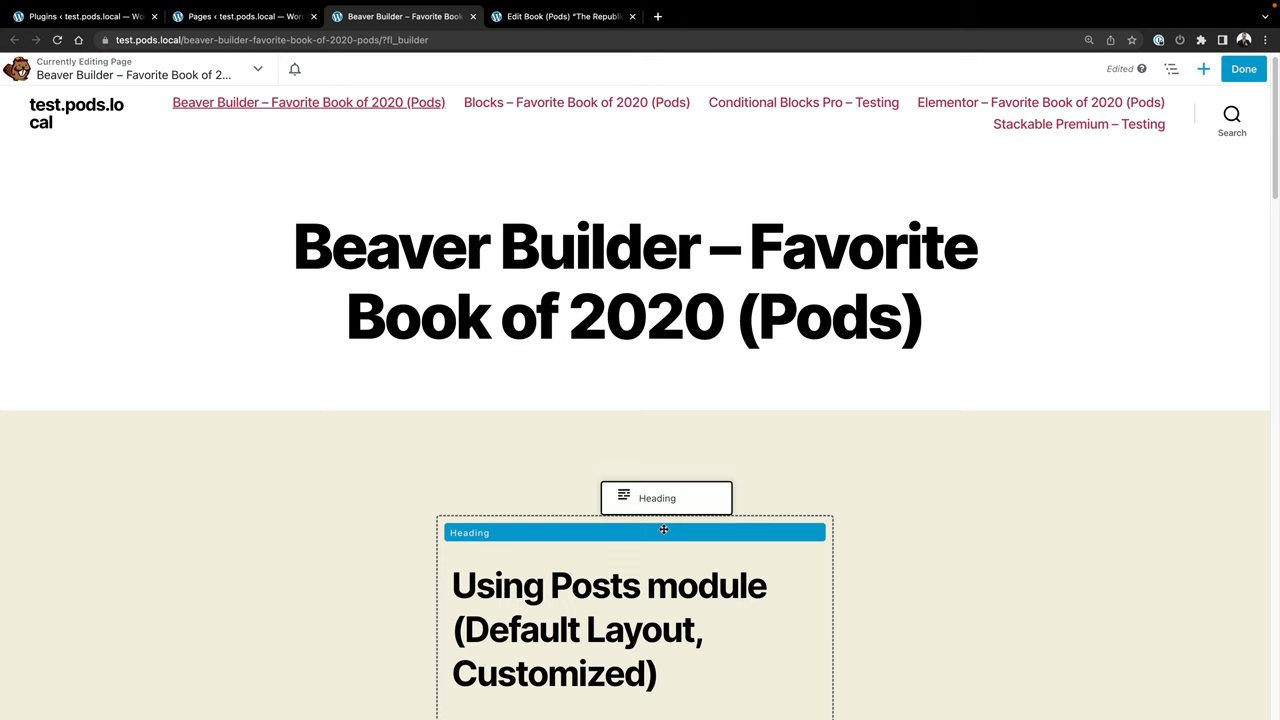 Plugins ‹ test.pods.local — Wo
Pages ‹ test.pods.local — Word
Beaver Builder – Favorite Book
Edit Book (Pods) "The Republi
test.pods.local/beaver-builder-favorite-book-of-2020-pods/?fl_builder
Currently Editing Page
Beaver Builder – Favorite Book of 2...
Edited
Done
test.pods.lo
cal
Beaver Builder – Favorite Book of 2020 (Pods)
Blocks – Favorite Book of 2020 (Pods)
Conditional Blocks Pro – Testing
Elementor – Favorite Book of 2020 (Pods)
Stackable Premium – Testing
Search
Beaver Builder – Favorite
Book of 2020 (Pods)
Heading
Heading
Using Posts module
(Default Layout,
Customized)